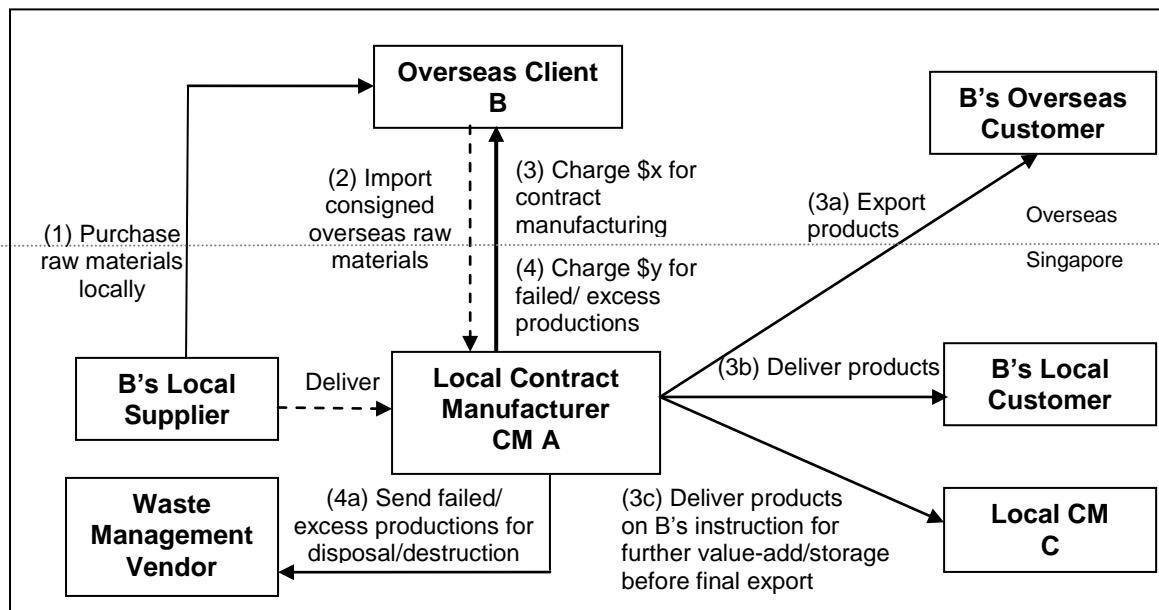 Overseas Client
B
B's Overseas
Customer
(1) Purchase
raw materials
locally
(2) Import
consigned
overseas raw
materials
(3) Charge $x for
contract
manufacturing
(4) Charge $y for
failed/ excess
productions
(3a) Export
products
Overseas
Singapore
B's Local
Supplier
Deliver
Local Contract
Manufacturer
CM A
(3b) Deliver products
B's Local
Customer
Waste
Management
Vendor
(4a) Send failed/
excess productions for
disposal/destruction
(3c) Deliver products
on B's instruction for
further value-add/storage
before final export
Local CM
C